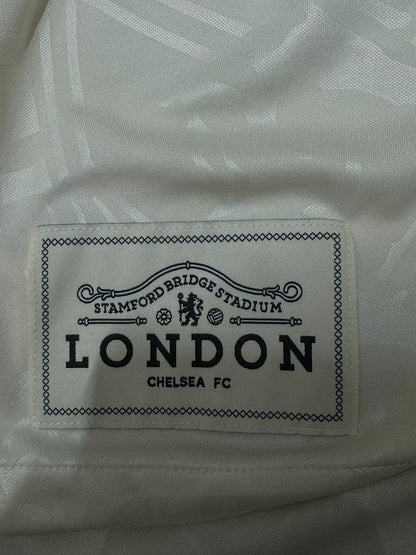 STAMFORD BRIDGE STADIUM
LONDON
CHELSEA FC